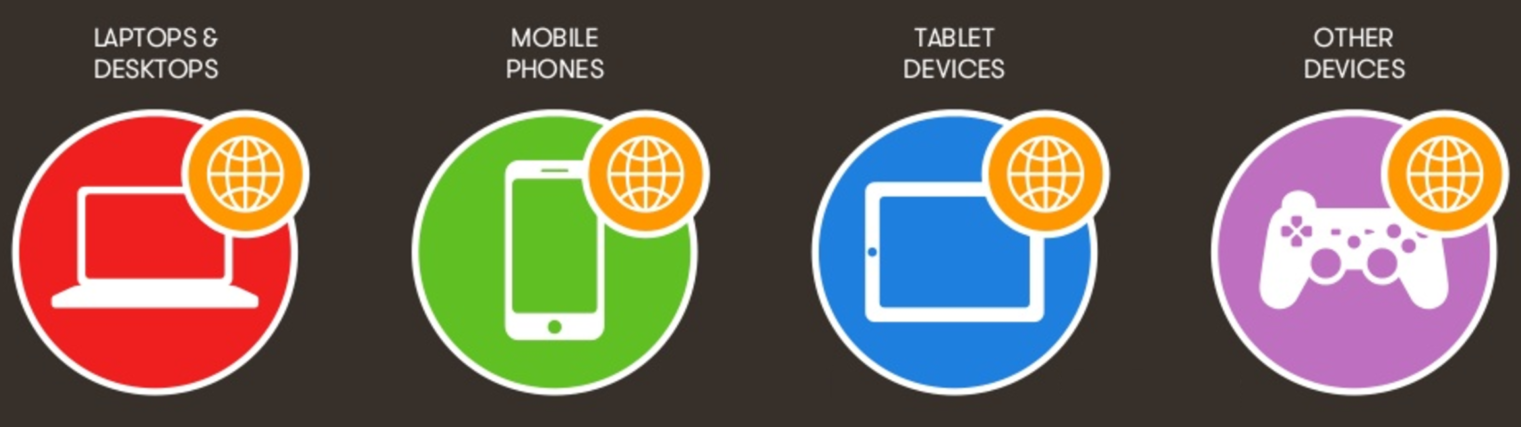 LAPTOPS &
DESKTOPS
MOBILE
PHONES
TABLET
DEVICES
OTHER
DEVICES